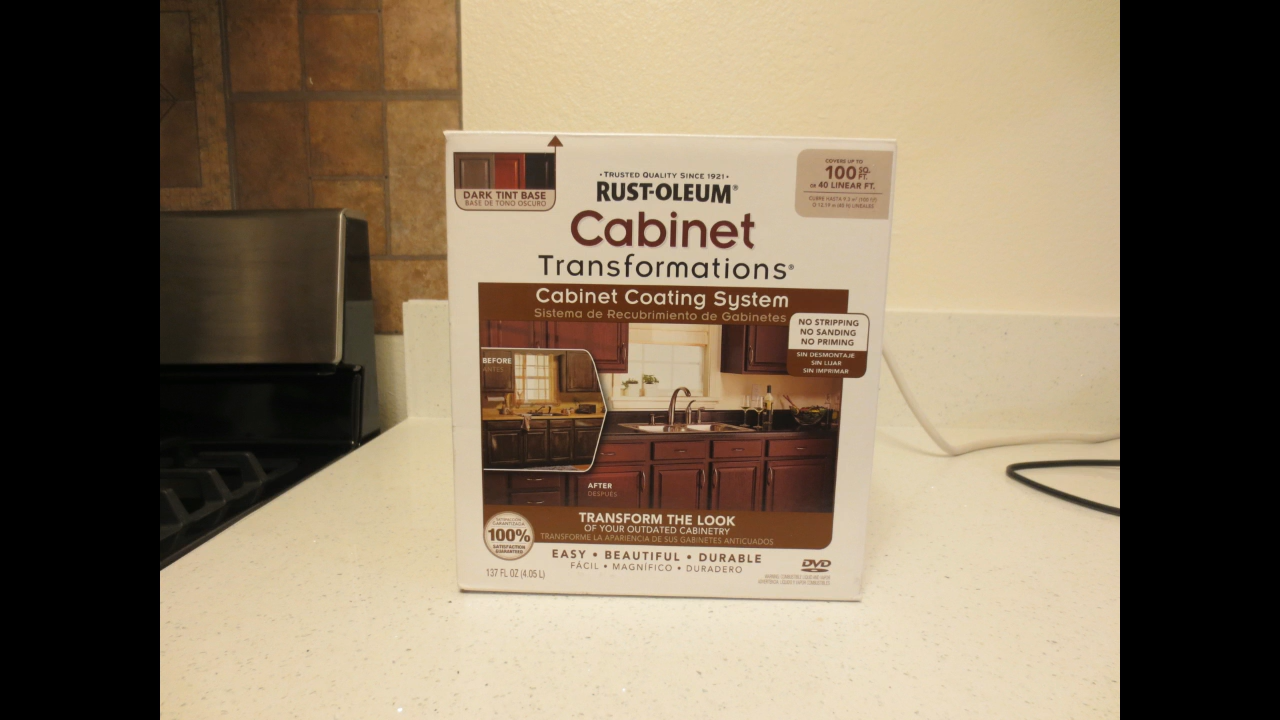 DARK TINT BASE
BASE DE TONO OSCURO
• TRUSTED QUALITY SINCE 1921 •
RUST-OLEUM®
Cabinet
Transformations®
COVERS UP TO
100 SQ. FT.
OR 40 LINEAR FT.
Cabinet Coating System
Sistema de Recubrimiento de Gabinetes
NO STRIPPING
NO SANDING
NO PRIMING
SIN DESMONTAJE
SIN LIJAR
SIN IMPRIMAR
BEFORE
ANTES
AFTER
DESPUÉS
TRANSFORM THE LOOK
OF YOUR OUTDATED CABINETRY
TRANSFORME LA APARIENCIA DE SUS GABINETES ANTICUADOS
100%
SATISFACTION
GUARANTEED
EASY • BEAUTIFUL • DURABLE
FÁCIL • MAGNÍFICO • DURADERO
137 FL OZ (4.05 L)
DVD